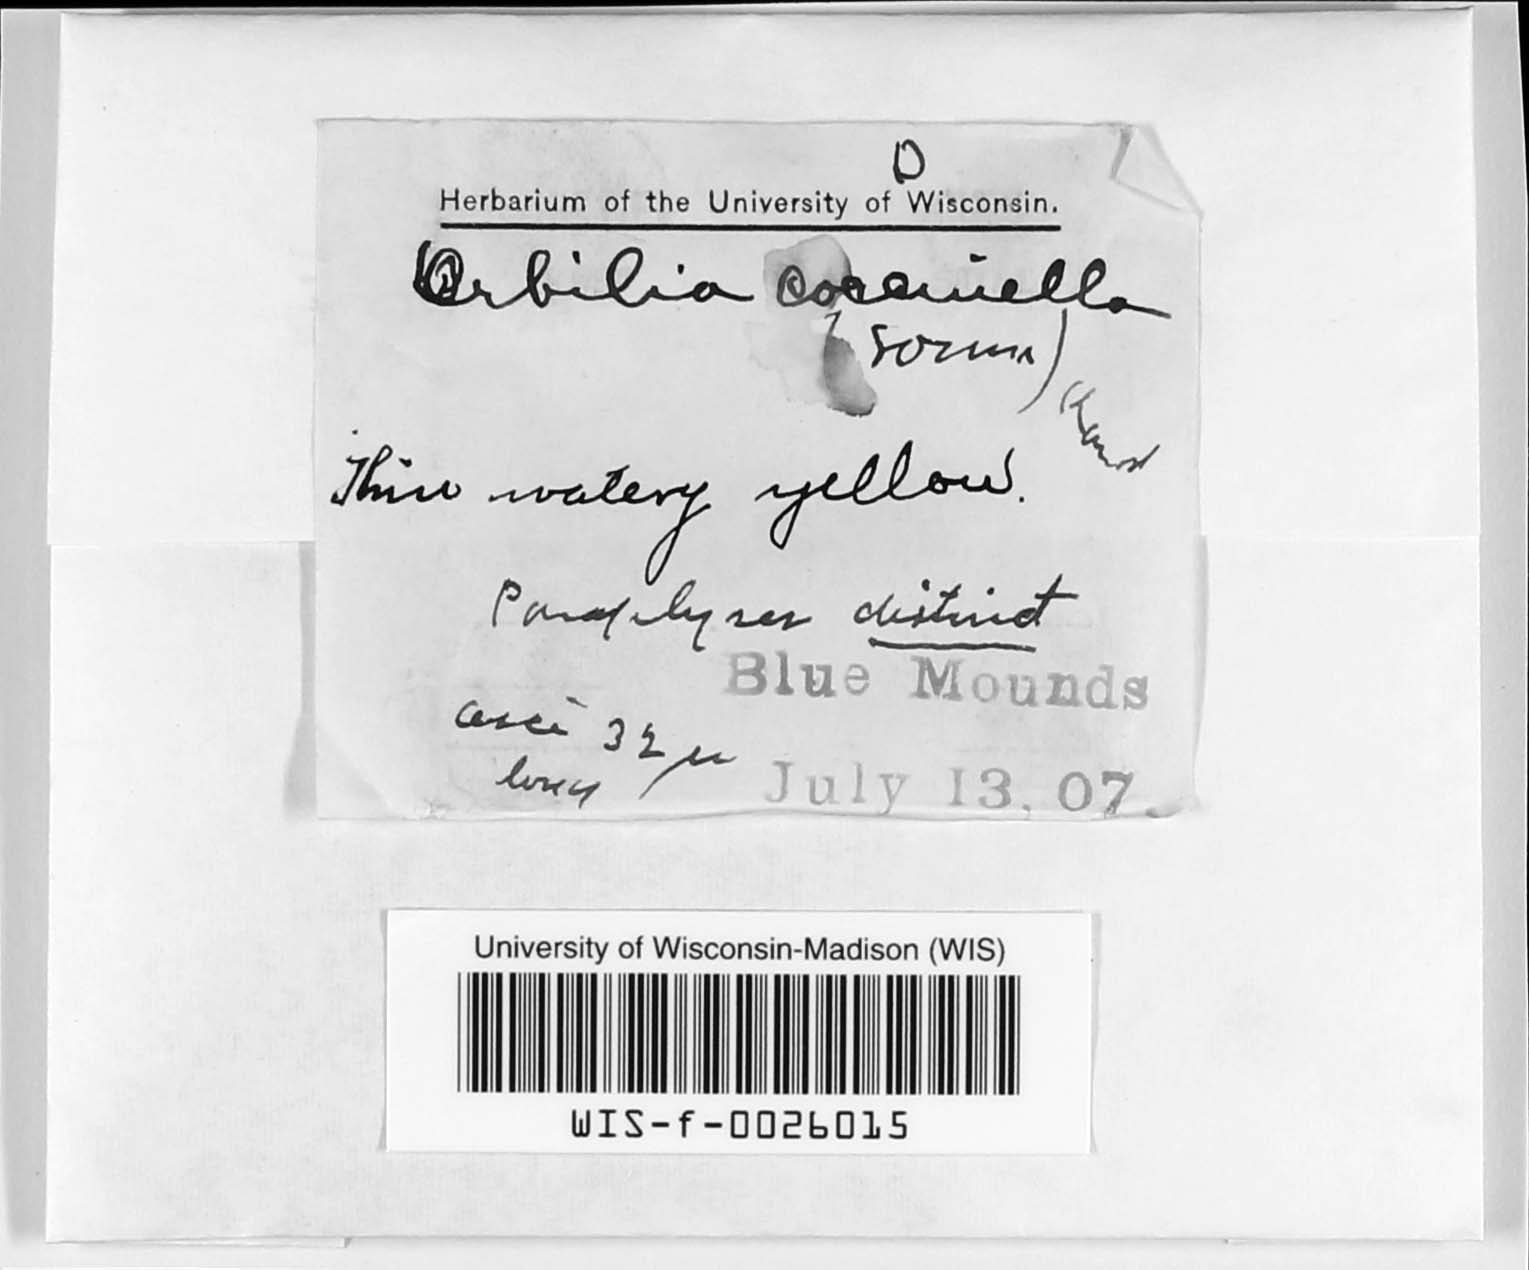 D
Herbarium of the University of Wisconsin.
Orbilia coccinella
(Somm)
Karst
Thin watery yellow.
Paraphyses distinct
Blue Mounds
asci 32 µ
long
July 13, 07.
University of Wisconsin-Madison (WIS)
WIS-f-0026015